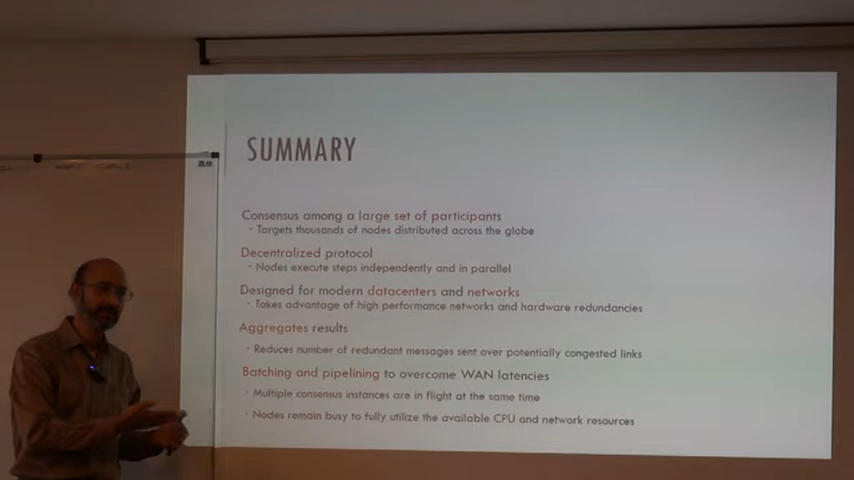 SUMMARY
Consensus among a large set of participants
Targets thousands of nodes distributed across the globe
Decentralized protocol
Nodes execute steps independently and in parallel
Designed for modern datacenters and networks
Takes advantage of high performance networks and hardware redundancies
Aggregates results
Reduces number of redundant messages sent over potentially congested links
Batching and pipelining to overcome WAN latencies
Multiple consensus instances are in flight at the same time
Nodes remain busy to fully utilize the available CPU and network resources